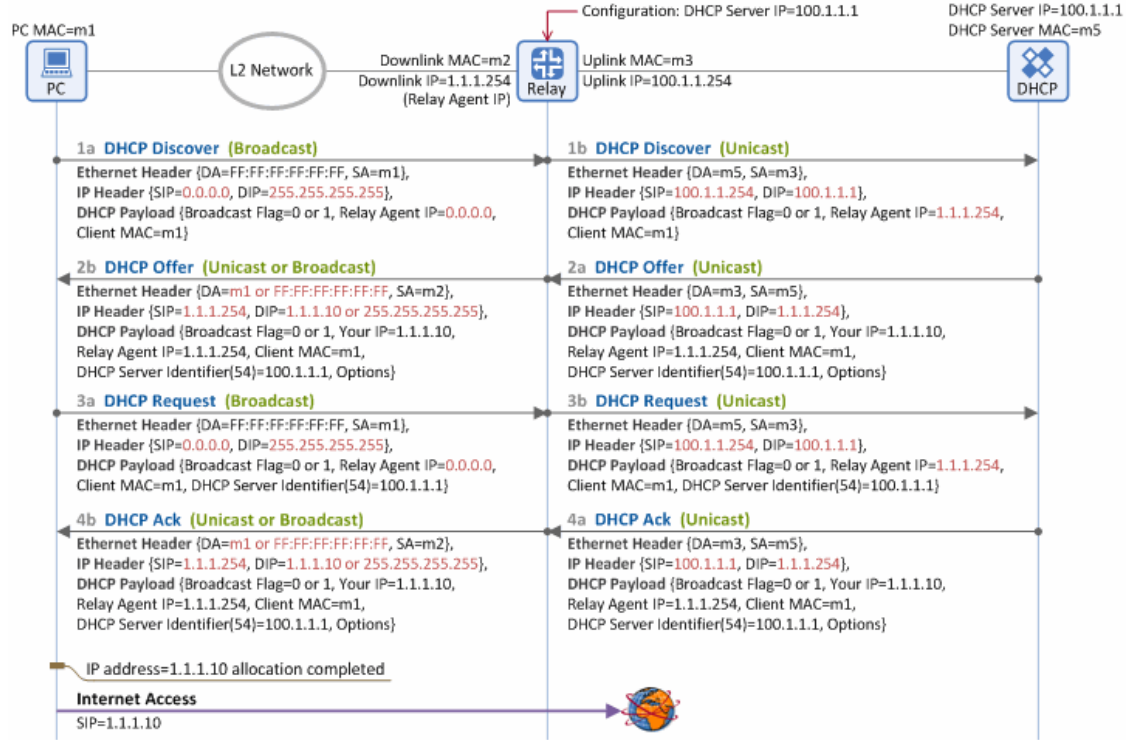 Configuration: DHCP Server IP=100.1.1.1
DHCP Server IP=100.1.1.1
DHCP Server MAC=m5
PC MAC=m1
PC
L2 Network
Downlink MAC=m2
Downlink IP=1.1.1.254
(Relay Agent IP)
Relay
Uplink MAC=m3
Uplink IP=100.1.1.254
DHCP
1a DHCP Discover (Broadcast)
Ethernet Header {DA=FF:FF:FF:FF:FF:FF, SA=m1},
IP Header {SIP=0.0.0.0, DIP=255.255.255.255},
DHCP Payload {Broadcast Flag=0 or 1, Relay Agent IP=0.0.0.0,
Client MAC=m1}
1b DHCP Discover (Unicast)
Ethernet Header {DA=m5, SA=m3},
IP Header {SIP=100.1.1.254, DIP=100.1.1.1},
DHCP Payload {Broadcast Flag=0 or 1, Relay Agent IP=1.1.1.254,
Client MAC=m1}
2b DHCP Offer (Unicast or Broadcast)
Ethernet Header {DA=m1 or FF:FF:FF:FF:FF:FF, SA=m2},
IP Header {SIP=1.1.1.254, DIP=1.1.1.10 or 255.255.255.255},
DHCP Payload {Broadcast Flag=0 or 1, Your IP=1.1.1.10,
Relay Agent IP=1.1.1.254, Client MAC=m1,
DHCP Server Identifier(54)=100.1.1.1, Options}
2a DHCP Offer (Unicast)
Ethernet Header {DA=m3, SA=m5},
IP Header {SIP=100.1.1.1, DIP=1.1.1.254},
DHCP Payload {Broadcast Flag=0 or 1, Your IP=1.1.1.10,
Relay Agent IP=1.1.1.254, Client MAC=m1,
DHCP Server Identifier(54)=100.1.1.1, Options}
3a DHCP Request (Broadcast)
Ethernet Header {DA=FF:FF:FF:FF:FF:FF, SA=m1},
IP Header {SIP=0.0.0.0, DIP=255.255.255.255},
DHCP Payload {Broadcast Flag=0 or 1, Relay Agent IP=0.0.0.0,
Client MAC=m1, DHCP Server Identifier(54)=100.1.1.1}
3b DHCP Request (Unicast)
Ethernet Header {DA=m5, SA=m3},
IP Header {SIP=100.1.1.254, DIP=100.1.1.1},
DHCP Payload {Broadcast Flag=0 or 1, Relay Agent IP=1.1.1.254,
Client MAC=m1, DHCP Server Identifier(54)=100.1.1.1}
4b DHCP Ack (Unicast or Broadcast)
Ethernet Header {DA=m1 or FF:FF:FF:FF:FF:FF, SA=m2},
IP Header {SIP=1.1.1.254, DIP=1.1.1.10 or 255.255.255.255},
DHCP Payload {Broadcast Flag=0 or 1, Your IP=1.1.1.10,
Relay Agent IP=1.1.1.254, Client MAC=m1,
DHCP Server Identifier(54)=100.1.1.1, Options}
4a DHCP Ack (Unicast)
Ethernet Header {DA=m3, SA=m5},
IP Header {SIP=100.1.1.1, DIP=1.1.1.254},
DHCP Payload {Broadcast Flag=0 or 1, Your IP=1.1.1.10,
Relay Agent IP=1.1.1.254, Client MAC=m1,
DHCP Server Identifier(54)=100.1.1.1, Options}
IP address=1.1.1.10 allocation completed
Internet Access
SIP=1.1.1.10